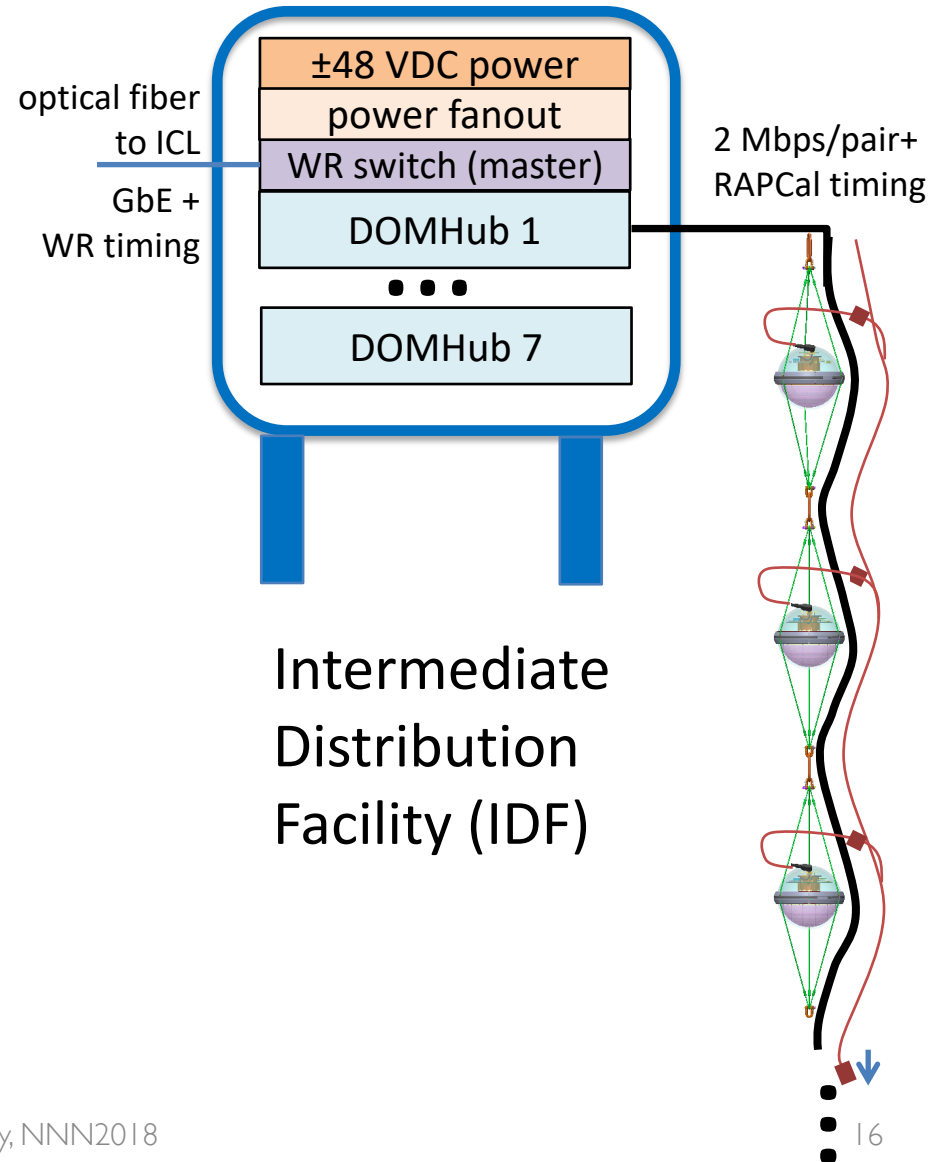 ±48 VDC power
power fanout
WR switch (master)
DOMHub 1
DOMHub 7
optical fiber
to ICL
GbE +
WR timing
2 Mbps/pair+
RAPCal timing
Intermediate
Distribution
Facility (IDF)
y, NNN2018
16